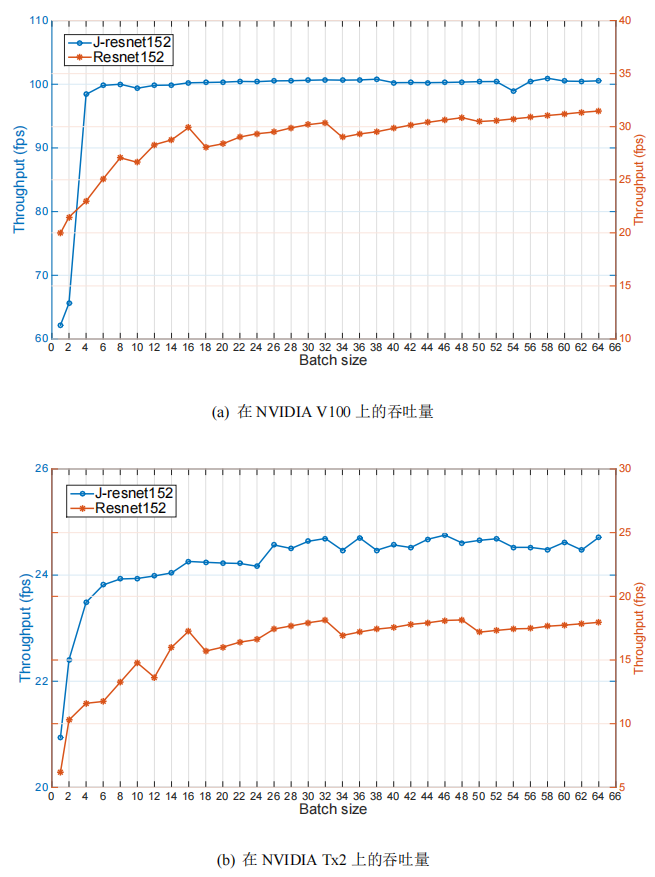 110
100
90
80
70
60
Throughput (fps)
J-resnet152
Resnet152
40
35
30
25
20
15
10
Throughput (fps)
0 2 4 6 8 10 12 14 16 18 20 22 24 26 28 30 32 34 36 38 40 42 44 46 48 50 52 54 56 58 60 62 64 66
Batch size
(a) 在 NVIDIA V100 上的吞吐量
26
24
22
20
Throughput (fps)
J-resnet152
Resnet152
30
25
20
15
10
5
Throughput (fps)
0 2 4 6 8 10 12 14 16 18 20 22 24 26 28 30 32 34 36 38 40 42 44 46 48 50 52 54 56 58 60 62 64 66
Batch size
(b) 在 NVIDIA Tx2 上的吞吐量